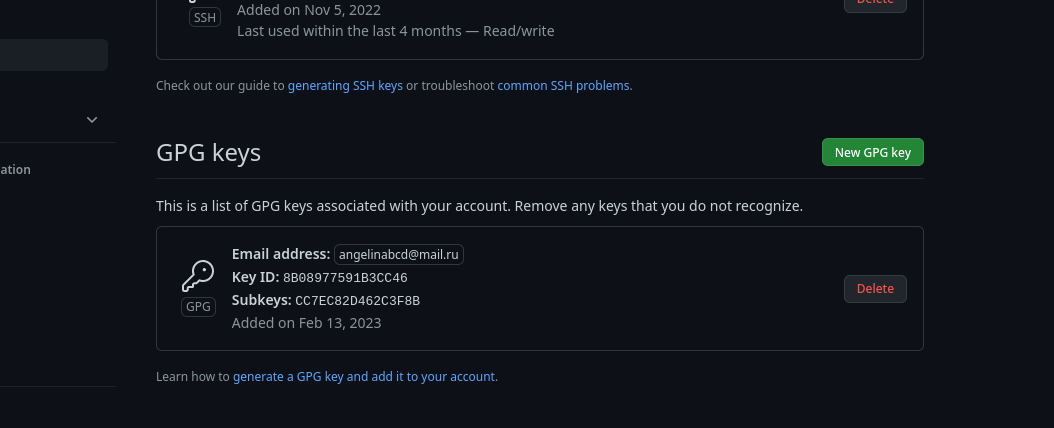 Added on Nov 5, 2022
SSH
Delete
Last used within the last 4 months — Read/write
Check out our guide to generating SSH keys or troubleshoot common SSH problems.
ation
GPG keys
New GPG key
This is a list of GPG keys associated with your account. Remove any keys that you do not recognize.
Email address: angelinabcd@mail.ru
Key ID: 8B08977591B3CC46
Subkeys: CC7EC82D462C3F8B
GPG
Added on Feb 13, 2023
Delete
Learn how to generate a GPG key and add it to your account.